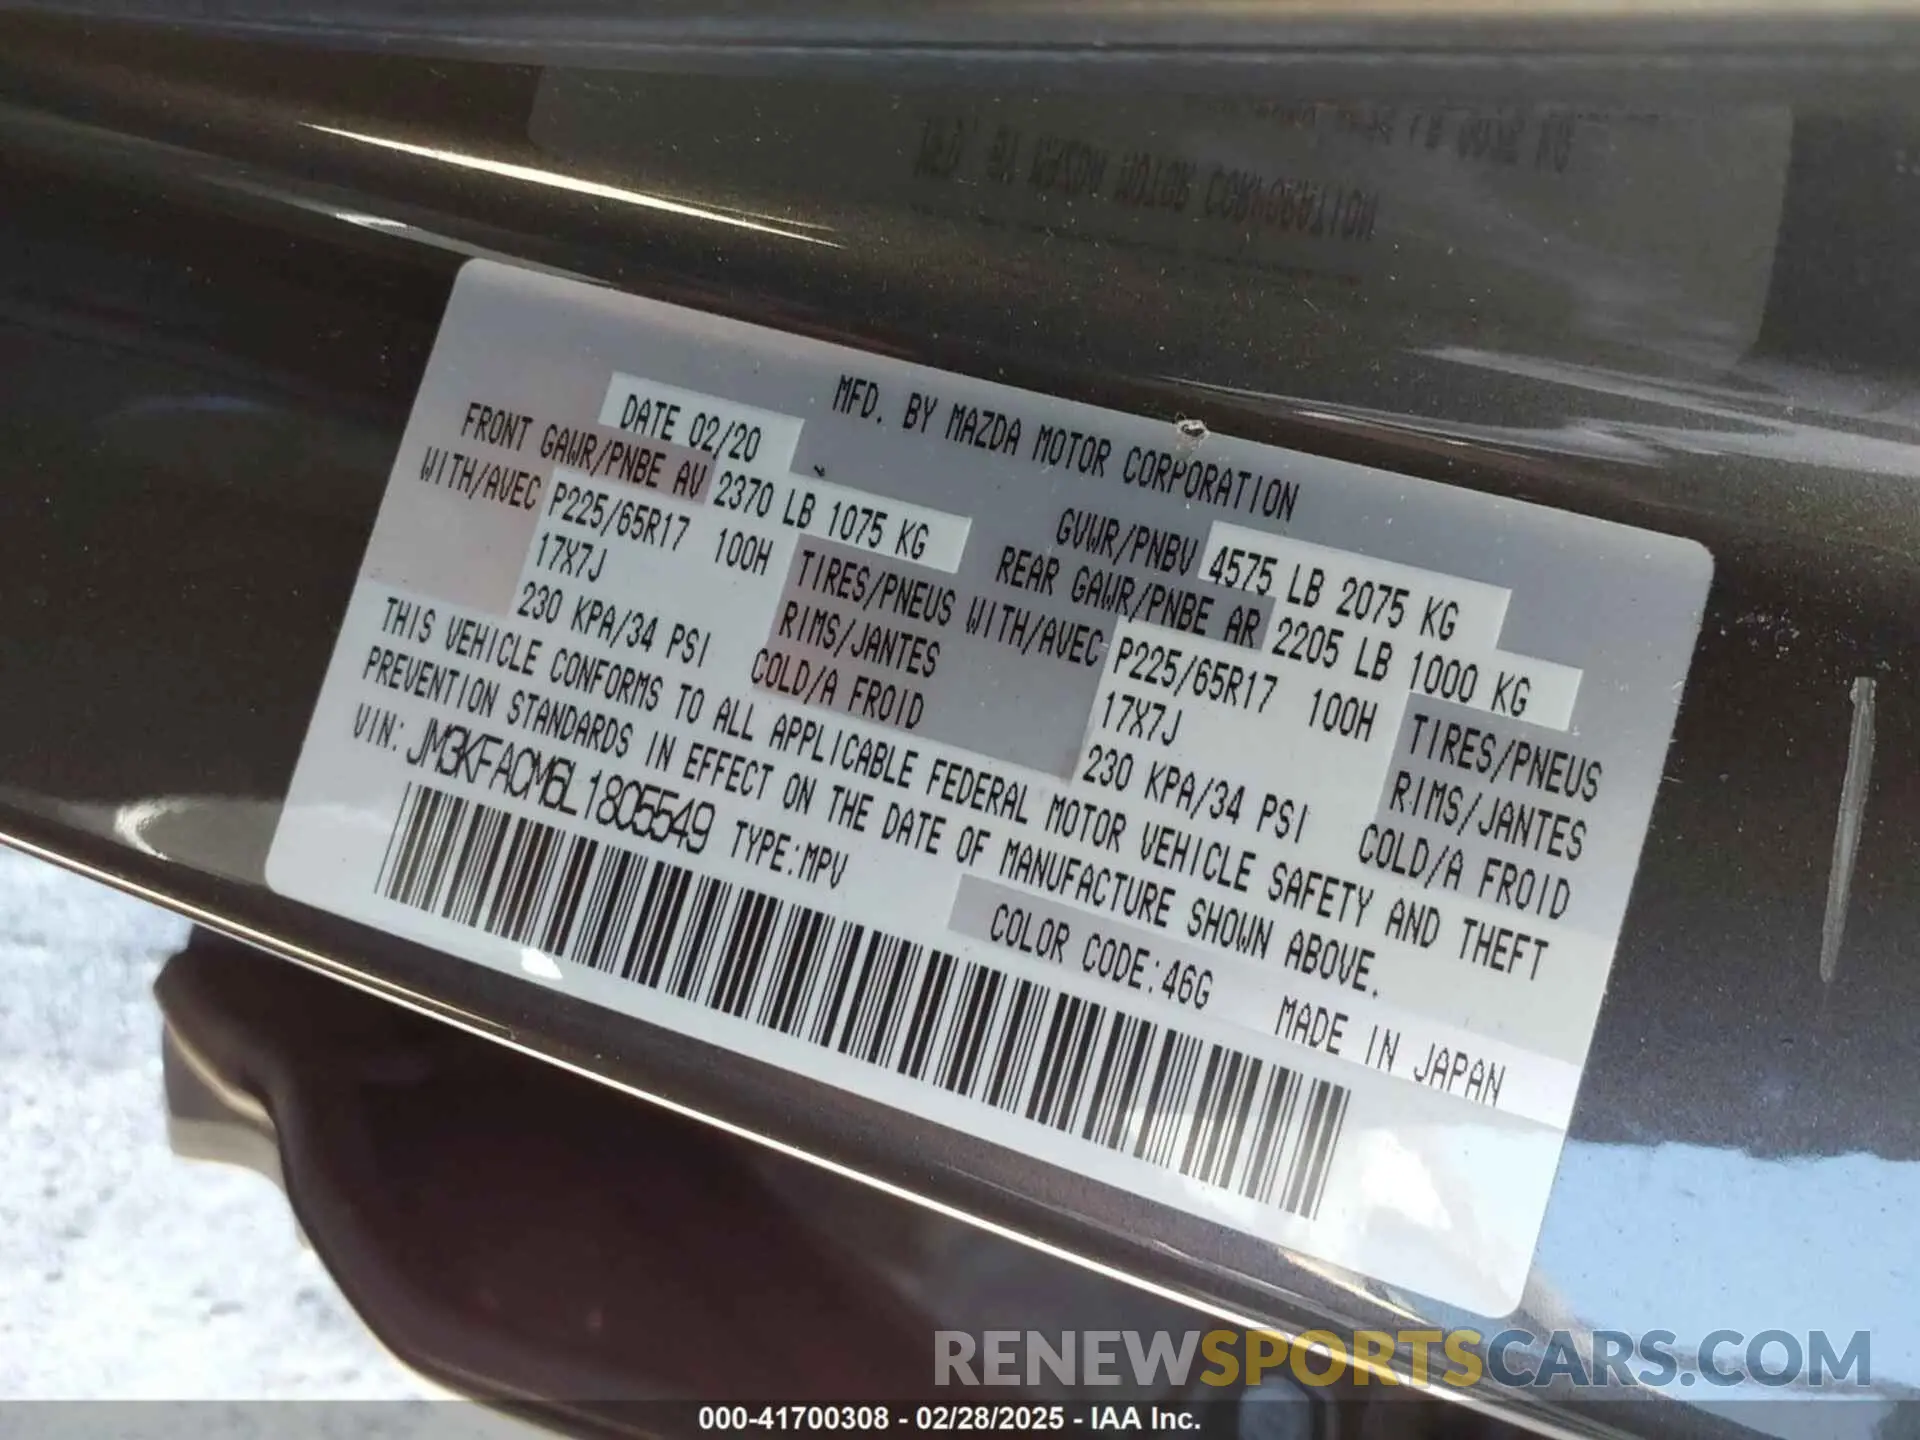 MFD. BY MAZDA MOTOR CORPORATION
DATE 02/20
GVWR/PNBV 4575 LB 2075 KG
FRONT GAWR/PNBE AV 2370 LB 1075 KG
REAR GAWR/PNBE AR 2205 LB 1000 KG
WITH/AVEC P225/65R17 100H TIRES/PNEUS WITH/AVEC P225/65R17 100H TIRES/PNEUS
17X7J RIMS/JANTES 17X7J RIMS/JANTES
230 KPA/34 PSI COLD/A FROID 230 KPA/34 PSI COLD/A FROID
THIS VEHICLE CONFORMS TO ALL APPLICABLE FEDERAL MOTOR VEHICLE SAFETY AND THEFT
PREVENTION STANDARDS IN EFFECT ON THE DATE OF MANUFACTURE SHOWN ABOVE.
VIN: JM3KFACM6L1805549 TYPE:MPV
COLOR CODE:46G MADE IN JAPAN
RENEWSPORTSCARS.COM
000-41700308 - 02/28/2025 - IAA Inc.